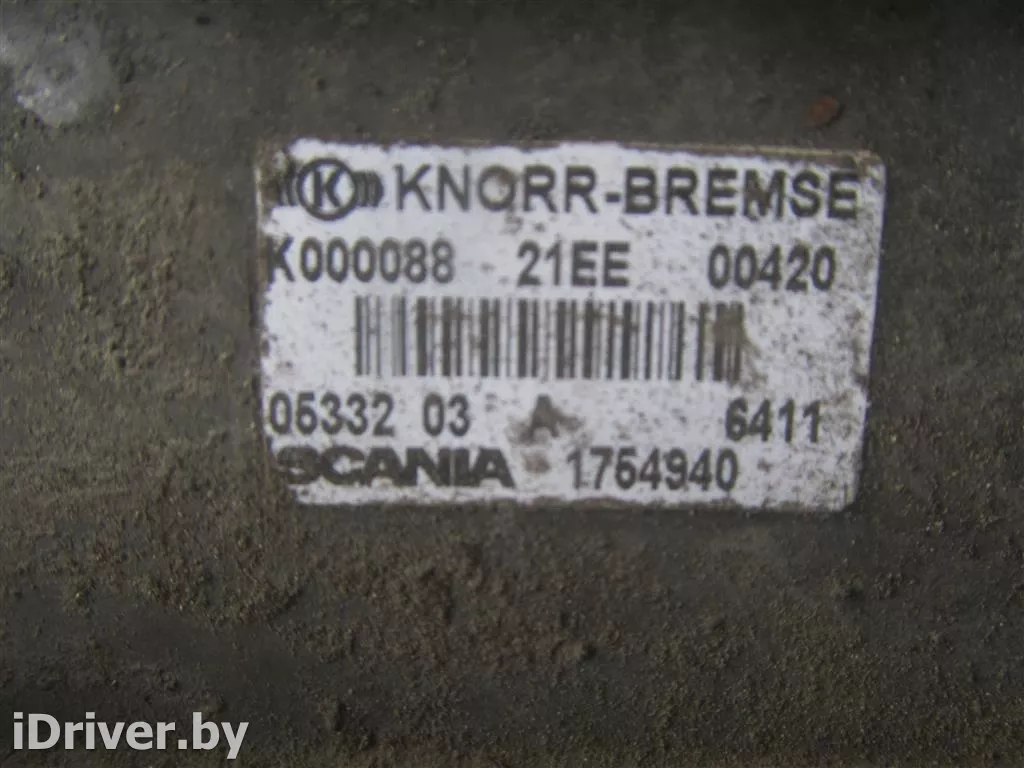 K KNORR-BREMSE
K000088 21EE 00420
05332 03 A 6411
SCANIA 1754940
iDriver.by